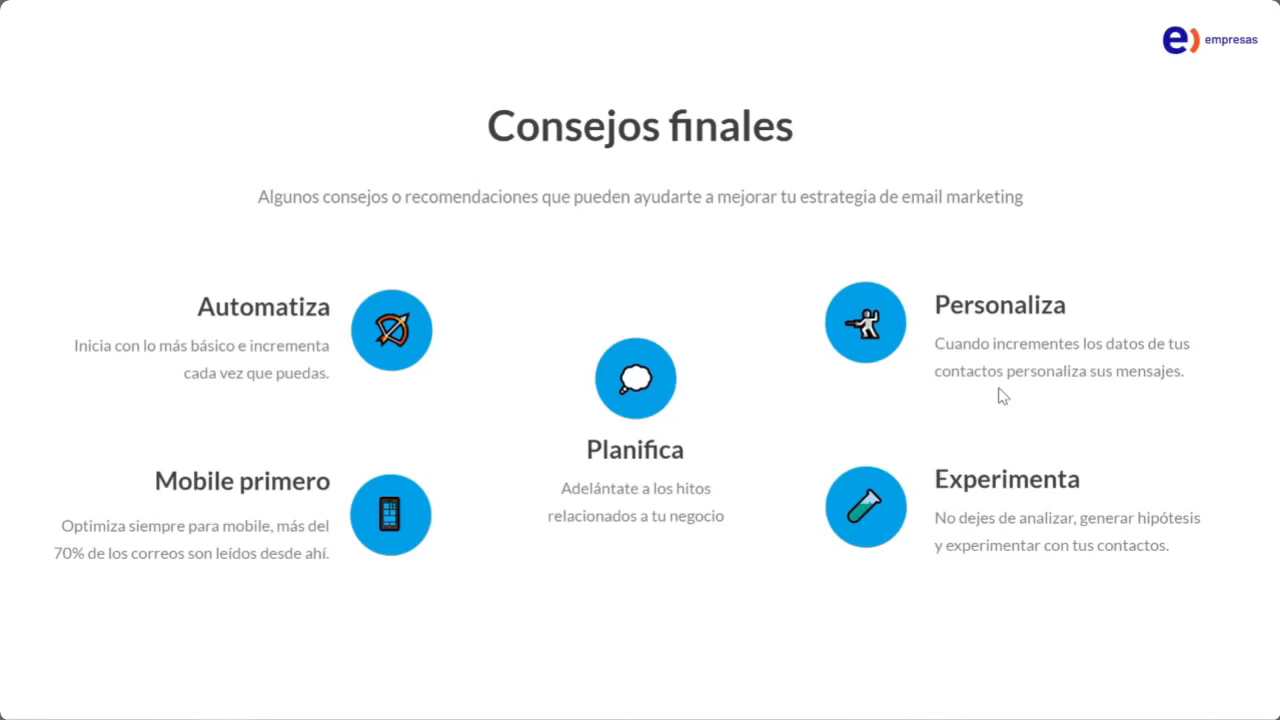 e) empresas
Consejos finales
Algunos consejos o recomendaciones que pueden ayudarte a mejorar tu estrategia de email marketing
Automatiza
Inicia con lo más básico e incrementa
cada vez que puedas.
Mobile primero
Optimiza siempre para mobile, más del
70% de los correos son leídos desde ahí.
Planifica
Adelántate a los hitos
relacionados a tu negocio
Personaliza
Cuando incrementes los datos de tus
contactos personaliza sus mensajes.
Experimenta
No dejes de analizar, generar hipótesis
y experimentar con tus contactos.